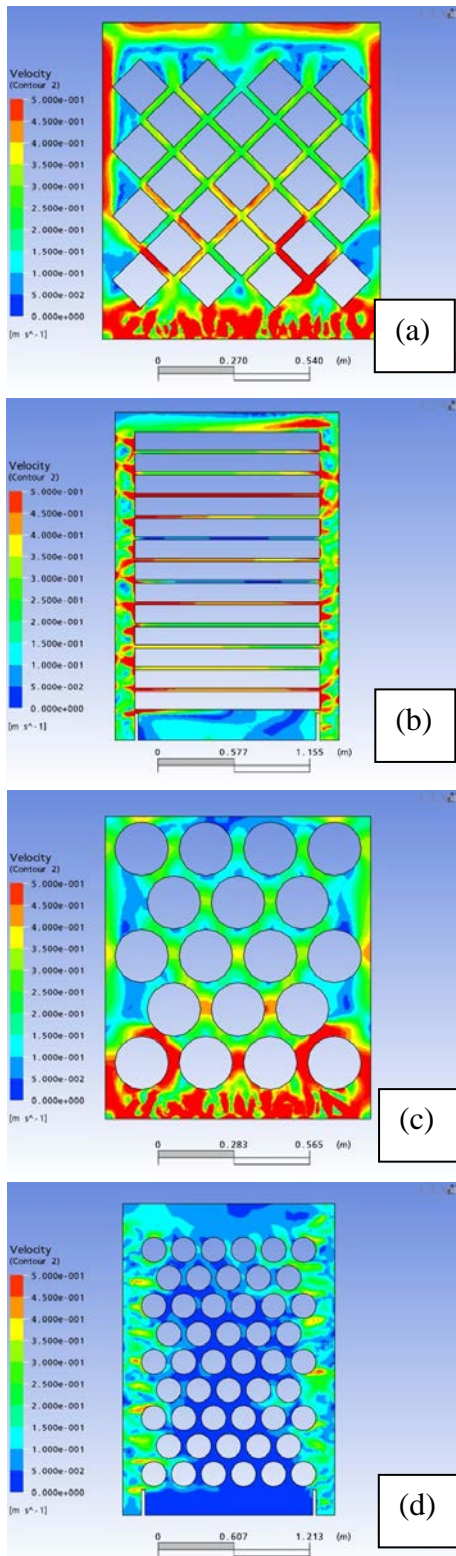 Velocity
(Contour 2)
5.000e-001
4.500e-001
4.000e-001
3.500e-001
3.000e-001
2.500e-001
2.000e-001
1.500e-001
1.000e-001
5.000e-002
0.000e+000
[m s^-1]
0 0.270 0.540 (m)
(a)
Velocity
(Contour 2)
5.000e-001
4.500e-001
4.000e-001
3.500e-001
3.000e-001
2.500e-001
2.000e-001
1.500e-001
1.000e-001
5.000e-002
0.000e+000
[m s^-1]
0 0.577 1.155 (m)
(b)
Velocity
(Contour 2)
5.000e-001
4.500e-001
4.000e-001
3.500e-001
3.000e-001
2.500e-001
2.000e-001
1.500e-001
1.000e-001
5.000e-002
0.000e+000
[m s^-1]
0 0.283 0.565 (m)
(c)
Velocity
(Contour 2)
5.000e-001
4.500e-001
4.000e-001
3.500e-001
3.000e-001
2.500e-001
2.000e-001
1.500e-001
1.000e-001
5.000e-002
0.000e+000
[m s^-1]
0 0.607 1.213 (m)
(d)